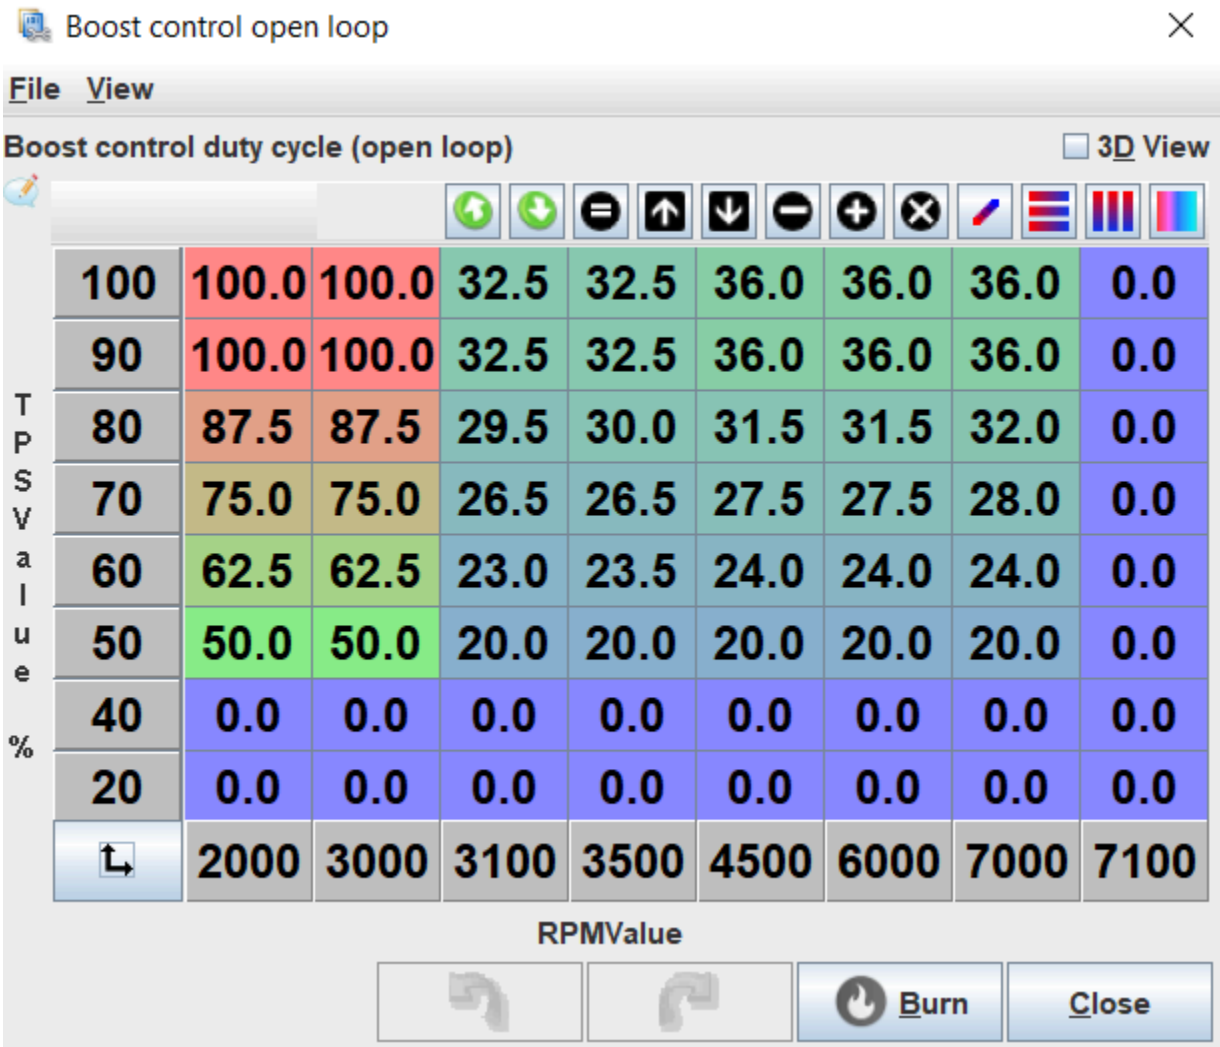 Boost control open loop
File View
Boost control duty cycle (open loop)
3D View
TPSValue %
100 100.0 100.0 32.5 32.5 36.0 36.0 36.0 0.0
90 100.0 100.0 32.5 32.5 36.0 36.0 36.0 0.0
80 87.5 87.5 29.5 30.0 31.5 31.5 32.0 0.0
70 75.0 75.0 26.5 26.5 27.5 27.5 28.0 0.0
60 62.5 62.5 23.0 23.5 24.0 24.0 24.0 0.0
50 50.0 50.0 20.0 20.0 20.0 20.0 20.0 0.0
40 0.0 0.0 0.0 0.0 0.0 0.0 0.0 0.0
20 0.0 0.0 0.0 0.0 0.0 0.0 0.0 0.0
2000 3000 3100 3500 4500 6000 7000 7100
RPMValue
Burn Close